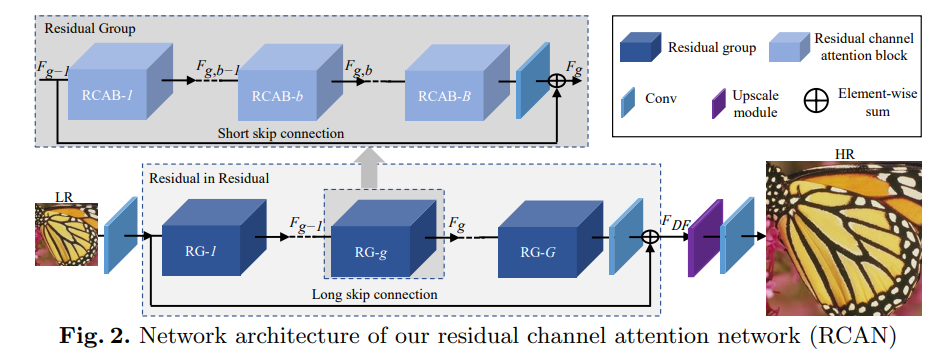 Residual Group
F_{g-1}
RCAB-1
F_{g,b-1}
RCAB-b
F_{g,b}
RCAB-B
F_g
Short skip connection
Residual group
Residual channel
attention block
Conv
Upscale
module
Element-wise
sum
LR
Residual in Residual
RG-1
F_{g-1}
RG-g
F_g
RG-G
F_{DF}
HR
Long skip connection
Fig. 2. Network architecture of our residual channel attention network (RCAN)